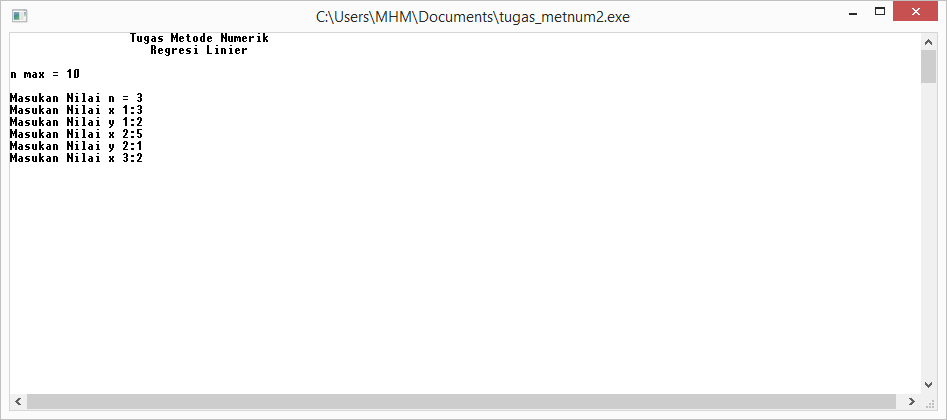 C:\Users\MHM\Documents\tugas_metnum2.exe
Tugas Metode Numerik
Regresi Linier
n max = 10
Masukan Nilai n = 3
Masukan Nilai x 1:3
Masukan Nilai y 1:2
Masukan Nilai x 2:5
Masukan Nilai y 2:1
Masukan Nilai x 3:2